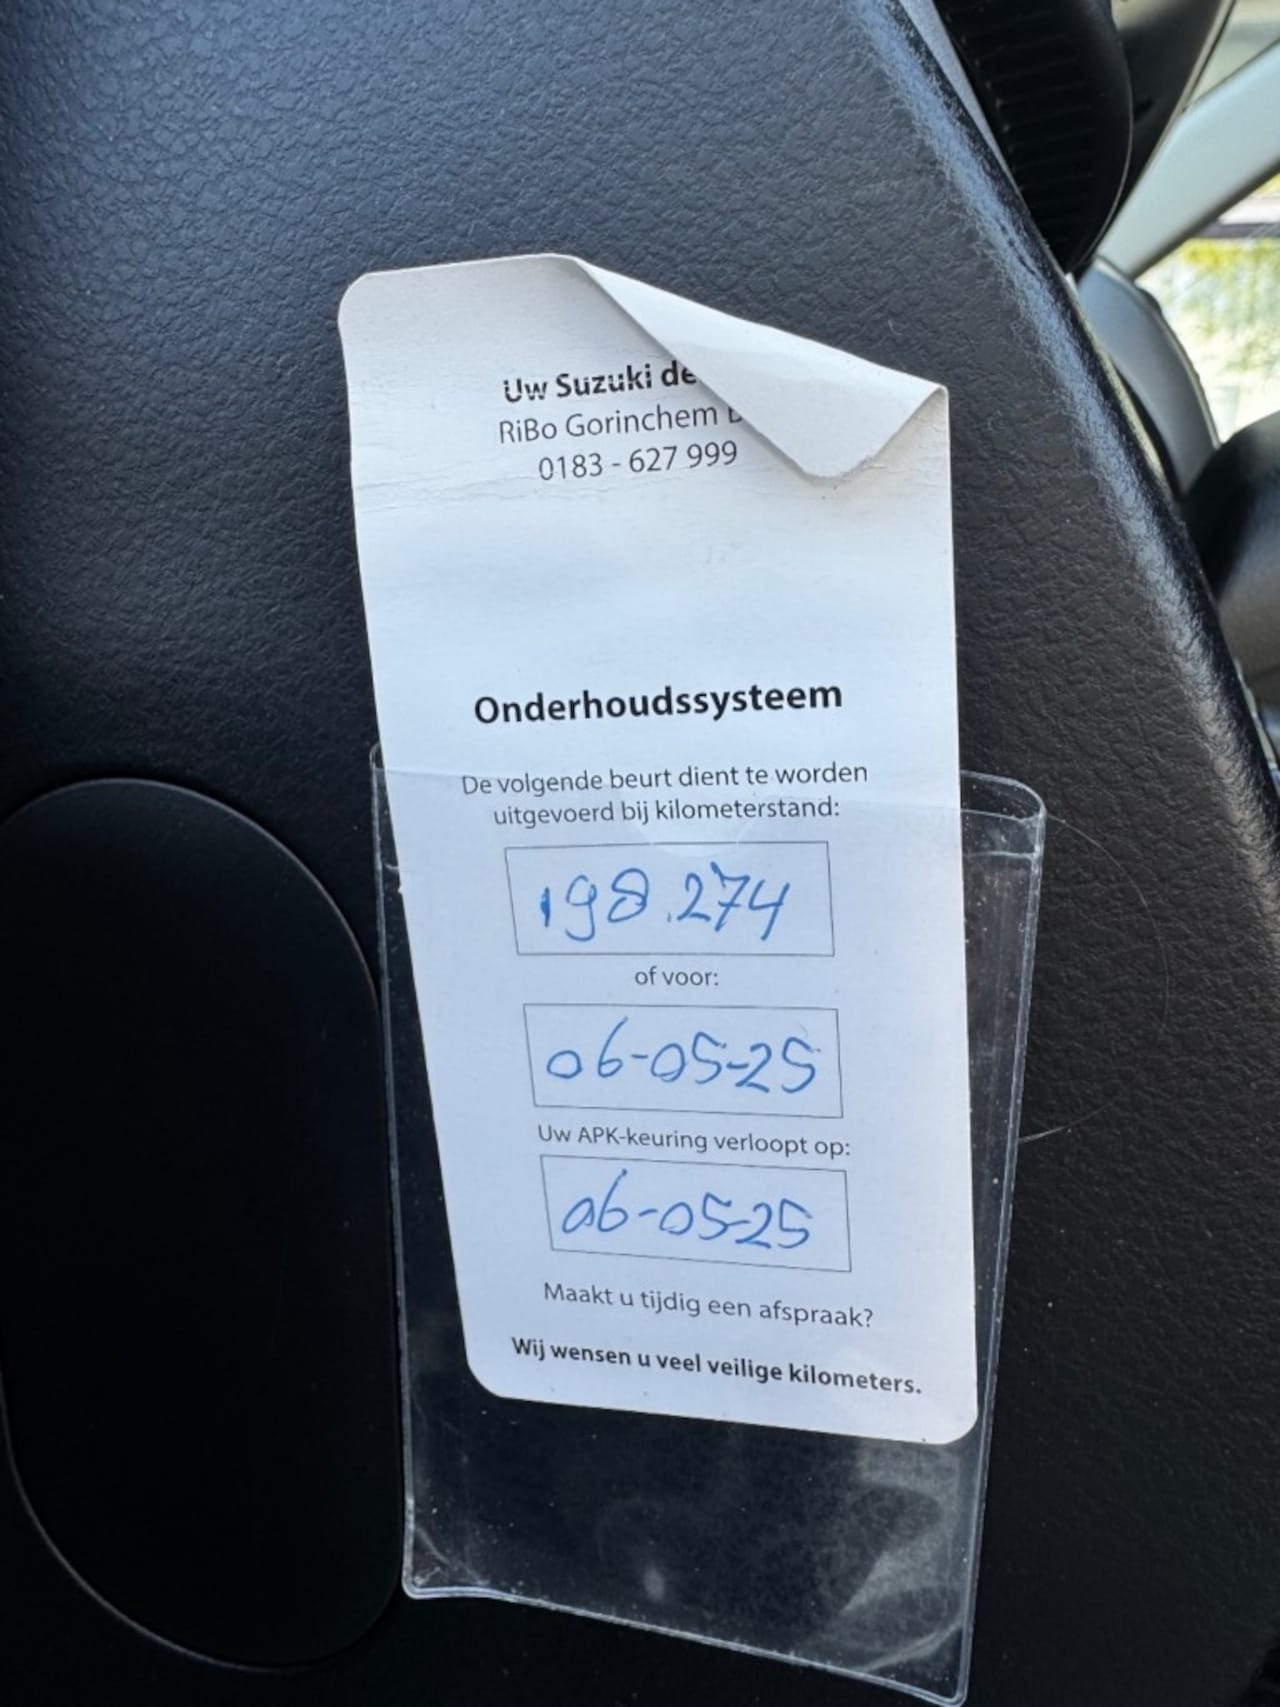 Uw Suzuki de
RiBo Gorinchem
0183 - 627 999
Onderhoudssysteem
De volgende beurt dient te worden
uitgevoerd bij kilometerstand:
198.274
of voor:
06-05-25
Uw APK-keuring verloopt op:
06-05-25
Maakt u tijdig een afspraak?
Wij wensen u veel veilige kilometers.